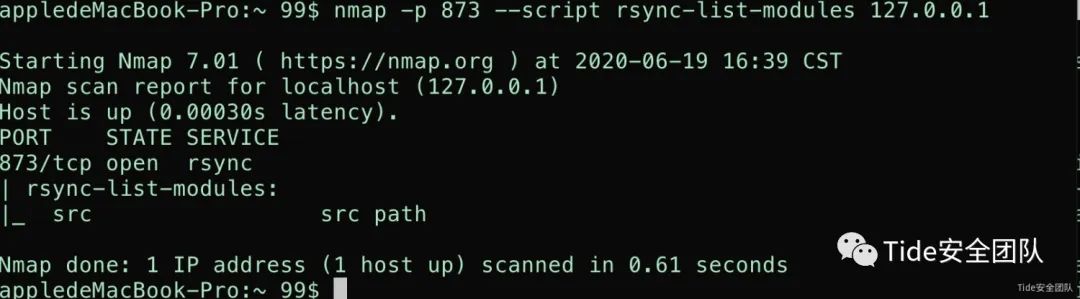 appledeMacBook-Pro:~ 99$ nmap -p 873 --script rsync-list-modules 127.0.0.1
Starting Nmap 7.01 ( https://nmap.org ) at 2020-06-19 16:39 CST
Nmap scan report for localhost (127.0.0.1)
Host is up (0.00030s latency).
PORT    STATE SERVICE
873/tcp open  rsync
| rsync-list-modules:
|_  src                 src path
Nmap done: 1 IP address (1 host up) scanned in 0.61 seconds
appledeMacBook-Pro:~ 99$
Tide安全团队
Tide安全团队